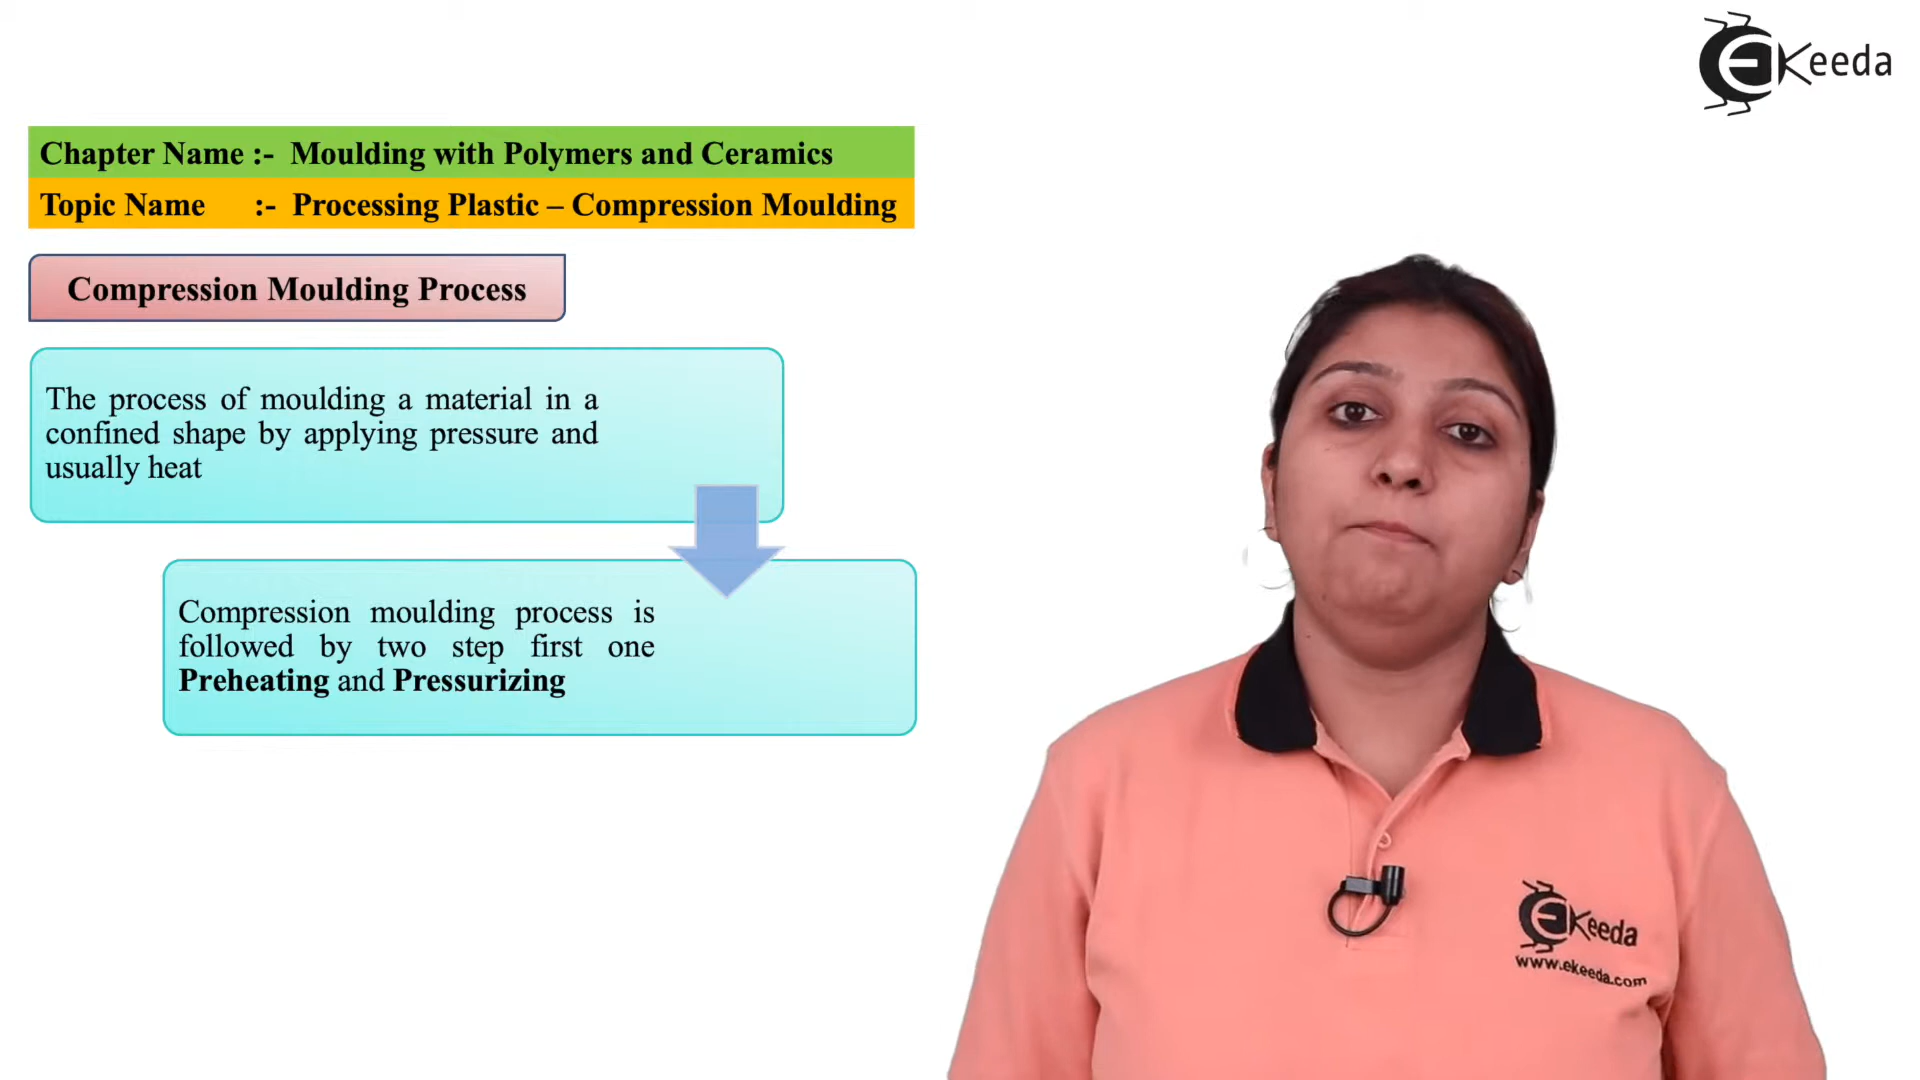 EKeeda
Chapter Name :- Moulding with Polymers and Ceramics
Topic Name :- Processing Plastic – Compression Moulding
Compression Moulding Process
The process of moulding a material in a
confined shape by applying pressure and
usually heat
Compression moulding process is
followed by two step first one
Preheating and Pressurizing
EKeeda
www.ekeeda.com